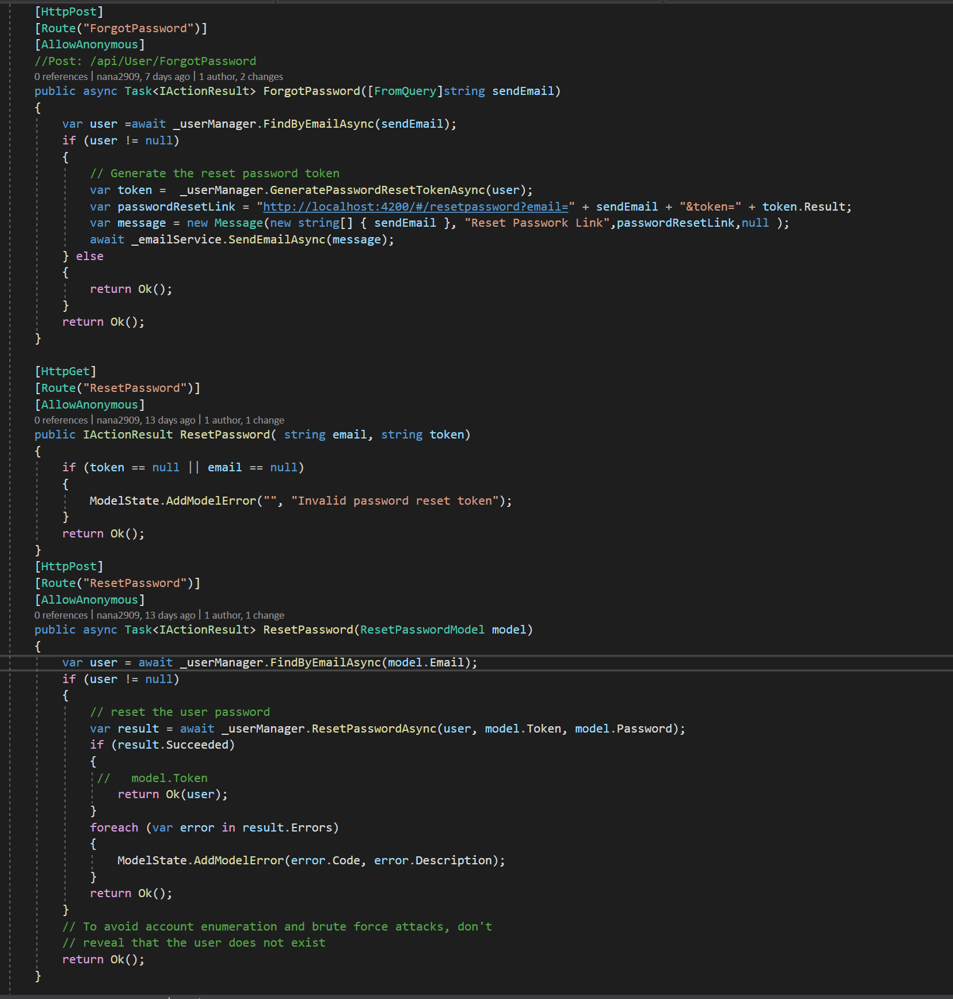 [HttpPost]
[Route("ForgotPassword")]
[AllowAnonymous]
//Post: /api/User/ForgotPassword
0 references | nana2909, 7 days ago | 1 author, 2 changes
public async Task<IActionResult> ForgotPassword([FromQuery]string sendEmail)
{
var user =await _userManager.FindByEmailAsync(sendEmail);
if (user != null)
{
// Generate the reset password token
var token =  _userManager.GeneratePasswordResetTokenAsync(user);
var passwordResetLink = "http://localhost:4200/#/resetpassword?email=" + sendEmail + "&token=" + token.Result;
var message = new Message(new string[] { sendEmail }, "Reset Passwork Link",passwordResetLink,null );
await _emailService.SendEmailAsync(message);
} else
{
return Ok();
}
return Ok();
}
[HttpGet]
[Route("ResetPassword")]
[AllowAnonymous]
0 references | nana2909, 13 days ago | 1 author, 1 change
public IActionResult ResetPassword( string email, string token)
{
if (token == null || email == null)
{
ModelState.AddModelError("", "Invalid password reset token");
}
return Ok();
}
[HttpPost]
[Route("ResetPassword")]
[AllowAnonymous]
0 references | nana2909, 13 days ago | 1 author, 1 change
public async Task<IActionResult> ResetPassword(ResetPasswordModel model)
{
var user = await _userManager.FindByEmailAsync(model.Email);
if (user != null)
{
// reset the user password
var result = await _userManager.ResetPasswordAsync(user, model.Token, model.Password);
if (result.Succeeded)
{
//   model.Token
return Ok(user);
}
foreach (var error in result.Errors)
{
ModelState.AddModelError(error.Code, error.Description);
}
return Ok();
}
// To avoid account enumeration and brute force attacks, don't
// reveal that the user does not exist
return Ok();
}